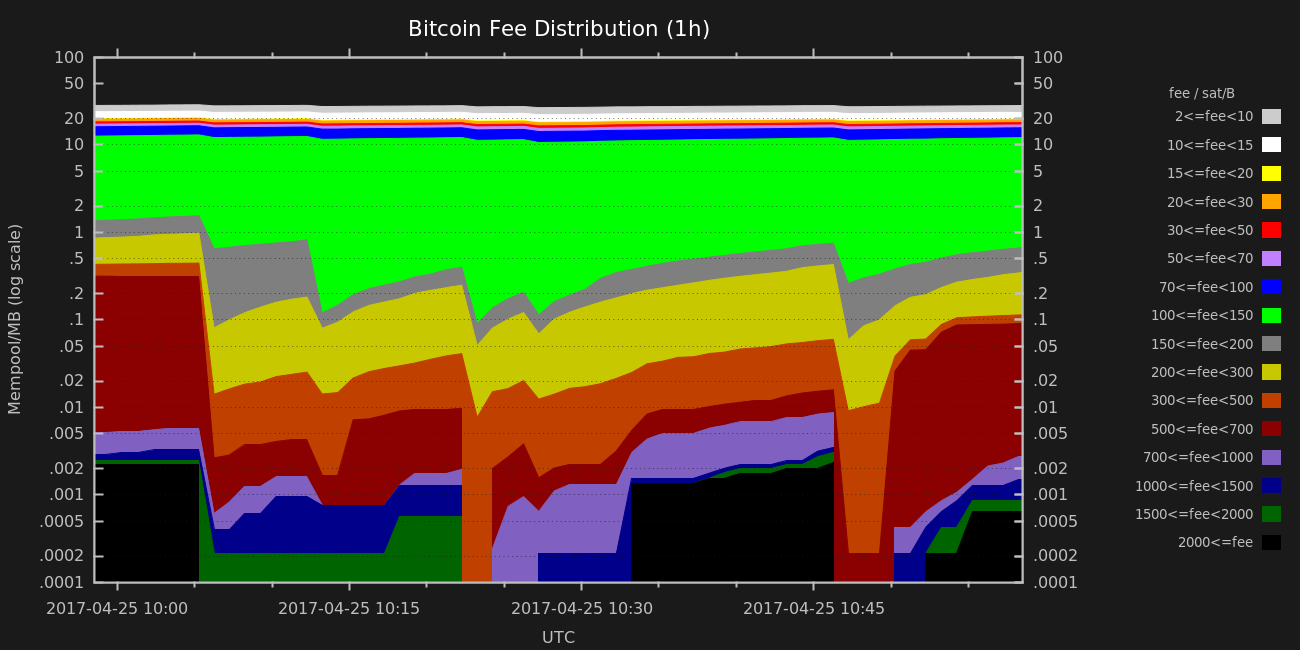 Bitcoin Fee Distribution (1h)
Mempool/MB (log scale)
100
50
20
10
5
2
1
.5
.2
.1
.05
.02
.01
.005
.002
.001
.0005
.0002
.0001
100
50
20
10
5
2
1
.5
.2
.1
.05
.02
.01
.005
.002
.001
.0005
.0002
.0001
2017-04-25 10:00
2017-04-25 10:15
2017-04-25 10:30
2017-04-25 10:45
UTC
fee / sat/B
2<=fee<10
10<=fee<15
15<=fee<20
20<=fee<30
30<=fee<50
50<=fee<70
70<=fee<100
100<=fee<150
150<=fee<200
200<=fee<300
300<=fee<500
500<=fee<700
700<=fee<1000
1000<=fee<1500
1500<=fee<2000
2000<=fee